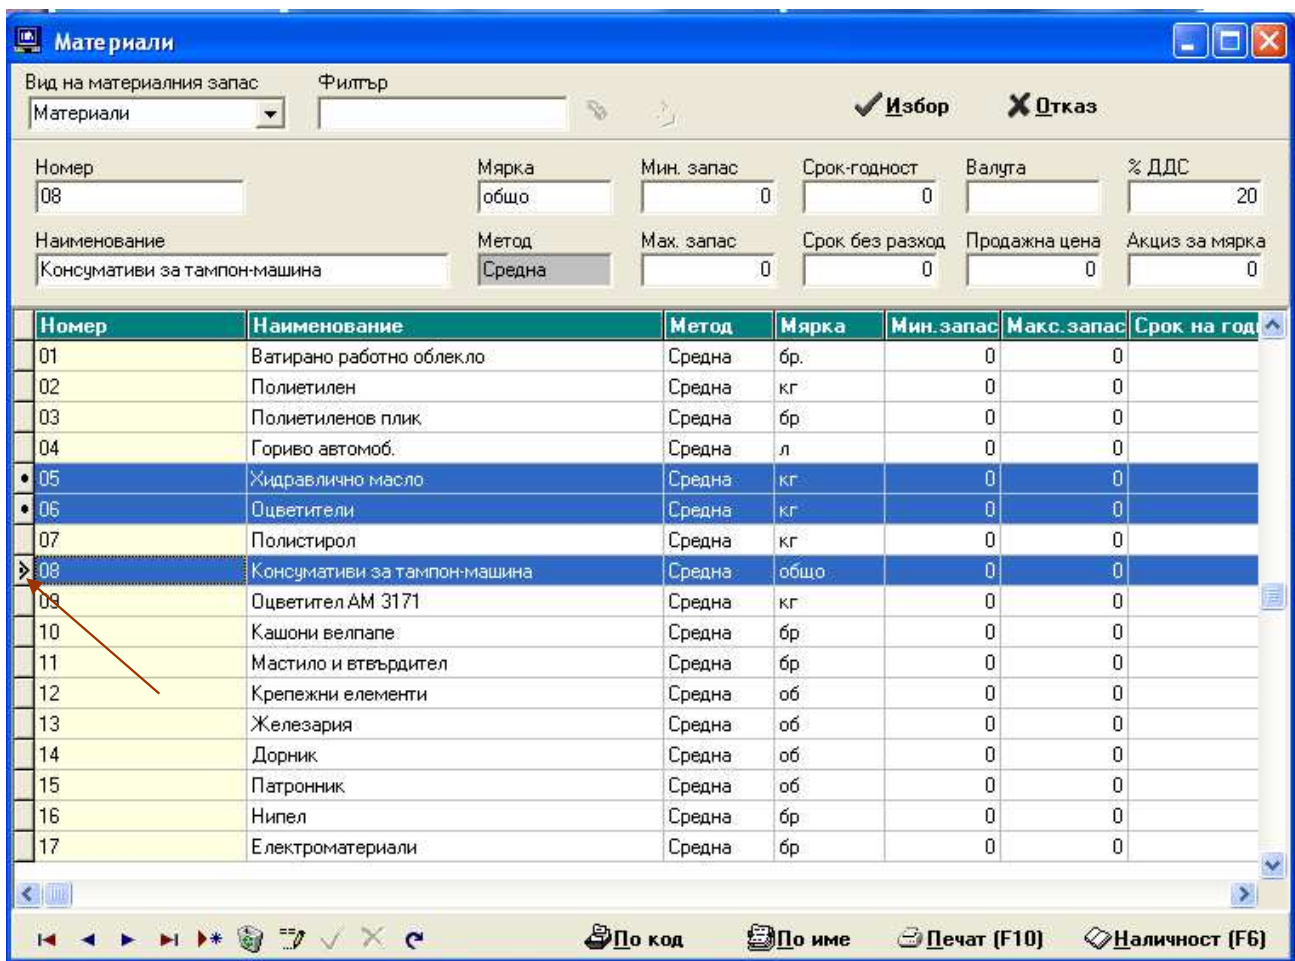 Материали
Вид на материалния запас Филтър
Материали Избор Отказ
Номер Мярка Мин. запас Срок-годност Валута % ДДС
08 общо 0 0 20
Наименование Метод Мах. запас Срок без разход Продажна цена Акциз за мярка
Консумативи за тампон-машина Средна 0 0 0 0
Номер Наименование Метод Мярка Мин.запас Макс.запас Срок на годн
01 Ватирано работно облекло Средна бр. 0 0
02 Полиетилен Средна кг 0 0
03 Полиетиленов плик Средна бр 0 0
04 Гориво автомоб. Средна л 0 0
05 Хидравлично масло Средна кг 0 0
06 Оцветители Средна кг 0 0
07 Полистирол Средна кг 0 0
08 Консумативи за тампон-машина Средна общо 0 0
09 Оцветител АМ 3171 Средна кг 0 0
10 Кашони велпапе Средна бр 0 0
11 Мастило и втвърдител Средна бр 0 0
12 Крепежни елементи Средна об 0 0
13 Железария Средна об 0 0
14 Дорник Средна об 0 0
15 Патронник Средна об 0 0
16 Нипел Средна бр 0 0
17 Електроматериали Средна бр 0 0
По код По име Печат (F10) Наличност (F6)